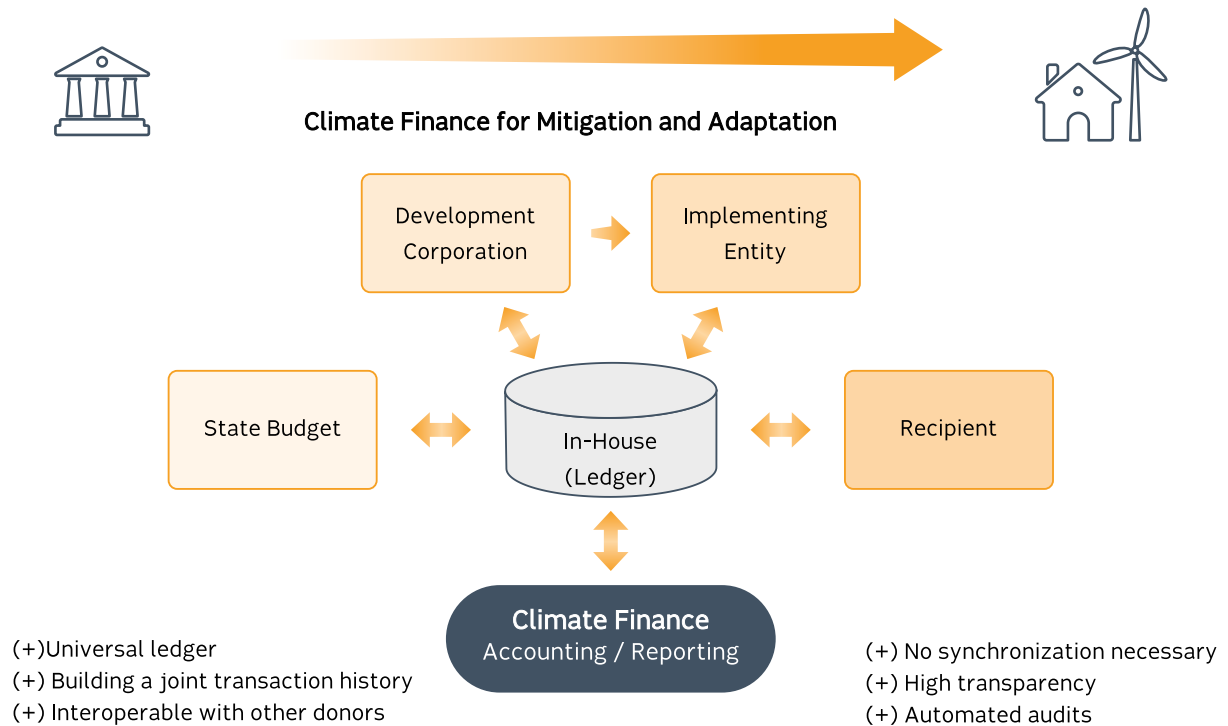 Climate Finance for Mitigation and Adaptation
Development
Corporation
Implementing
Entity
State Budget
In-House
(Ledger)
Recipient
Climate Finance
Accounting / Reporting
(+)Universal ledger
(+) Building a joint transaction history
(+) Interoperable with other donors
(+) No synchronization necessary
(+) High transparency
(+) Automated audits